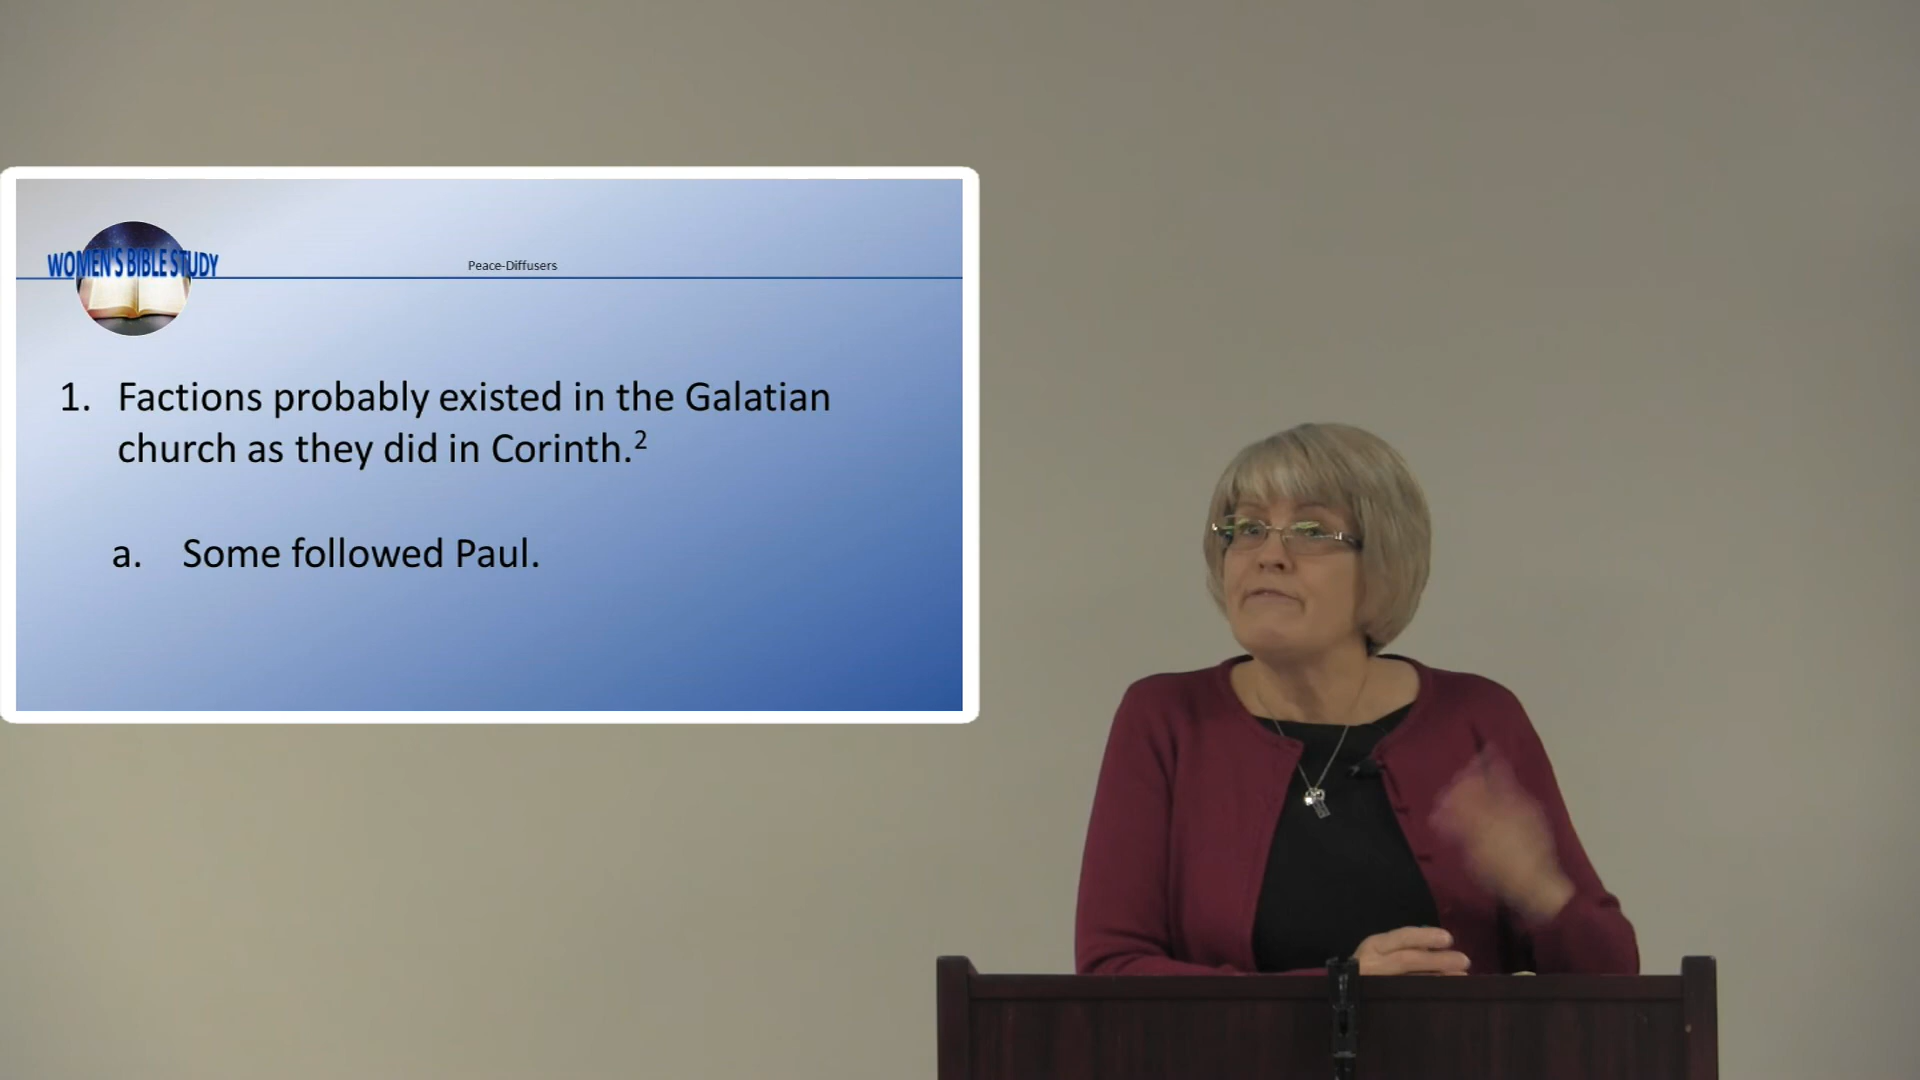 WOMEN'S BIBLE STUDY
Peace-Diffusers
1. Factions probably existed in the Galatian
church as they did in Corinth.²
a. Some followed Paul.